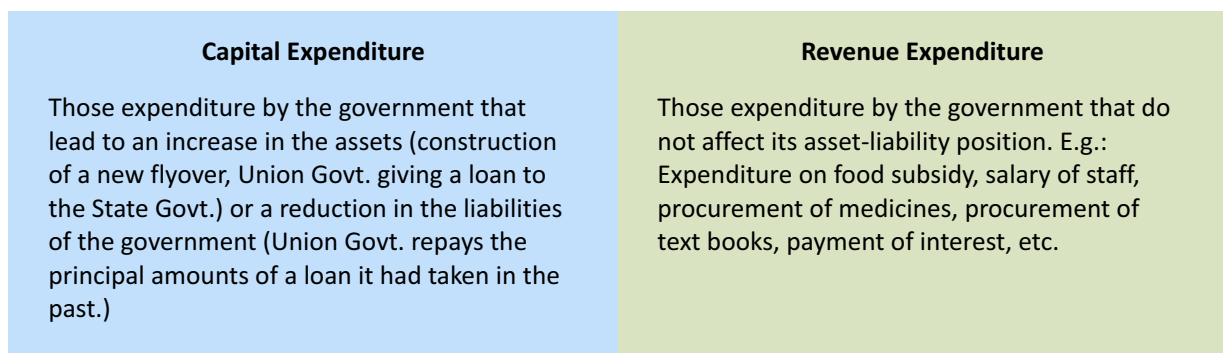 Capital Expenditure
Those expenditure by the government that
lead to an increase in the assets (construction
of a new flyover, Union Govt. giving a loan to
the State Govt.) or a reduction in the liabilities
of the government (Union Govt. repays the
principal amounts of a loan it had taken in the
past.)
Revenue Expenditure
Those expenditure by the government that do
not affect its asset-liability position. E.g.:
Expenditure on food subsidy, salary of staff,
procurement of medicines, procurement of
text books, payment of interest, etc.